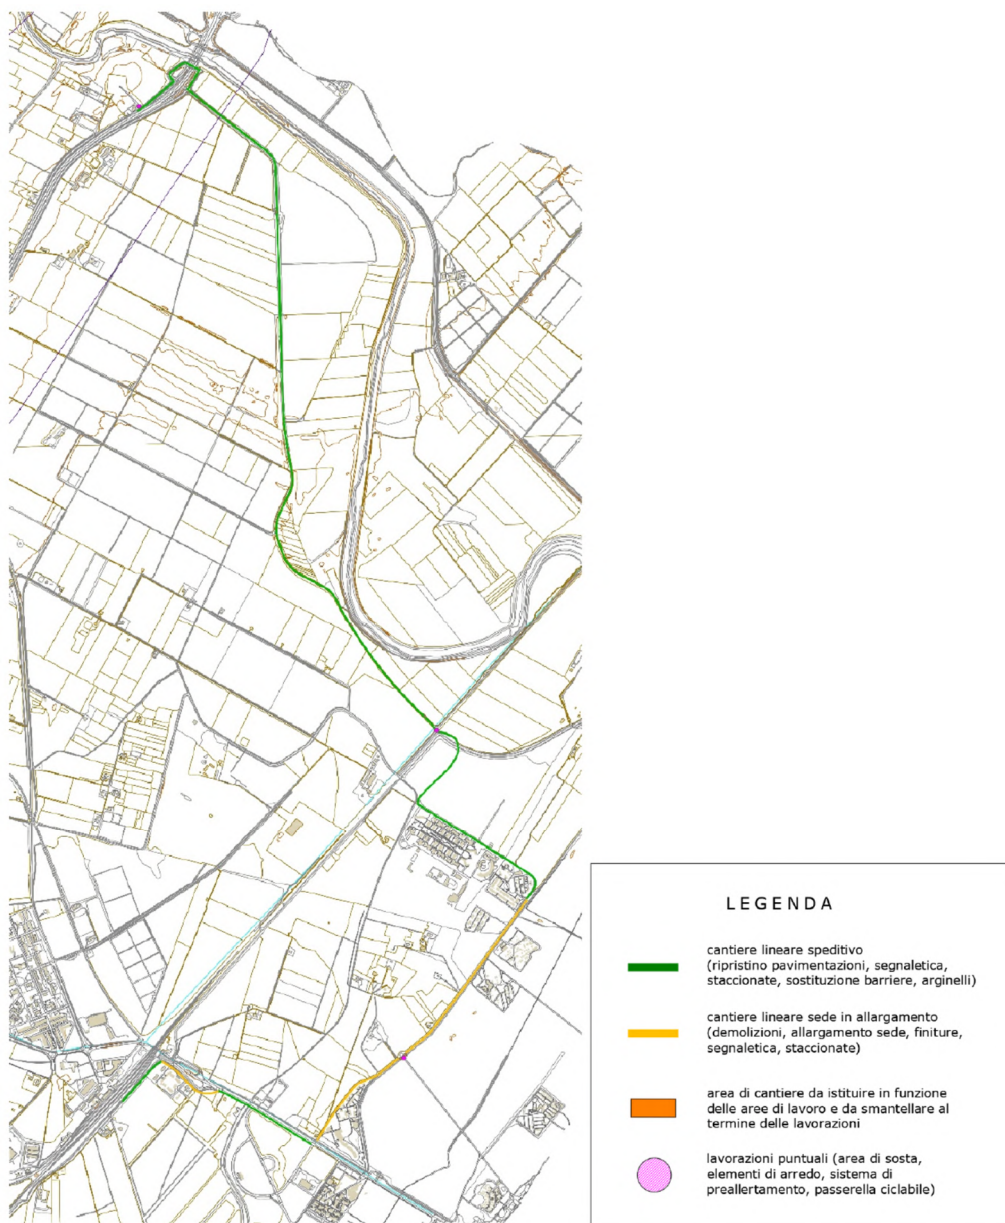 LEGENDA
cantiere lineare speditivo
(ripristino pavimentazioni, segnaletica,
staccionate, sostituzione barriere, arginelli)
cantiere lineare sede in allargamento
(demolizioni, allargamento sede, finiture,
segnaletica, staccionate)
area di cantiere da istituire in funzione
delle aree di lavoro e da smantellare al
termine delle lavorazioni
lavorazioni puntuali (area di sosta,
elementi di arredo, sistema di
preallertamento, passerella ciclabile)